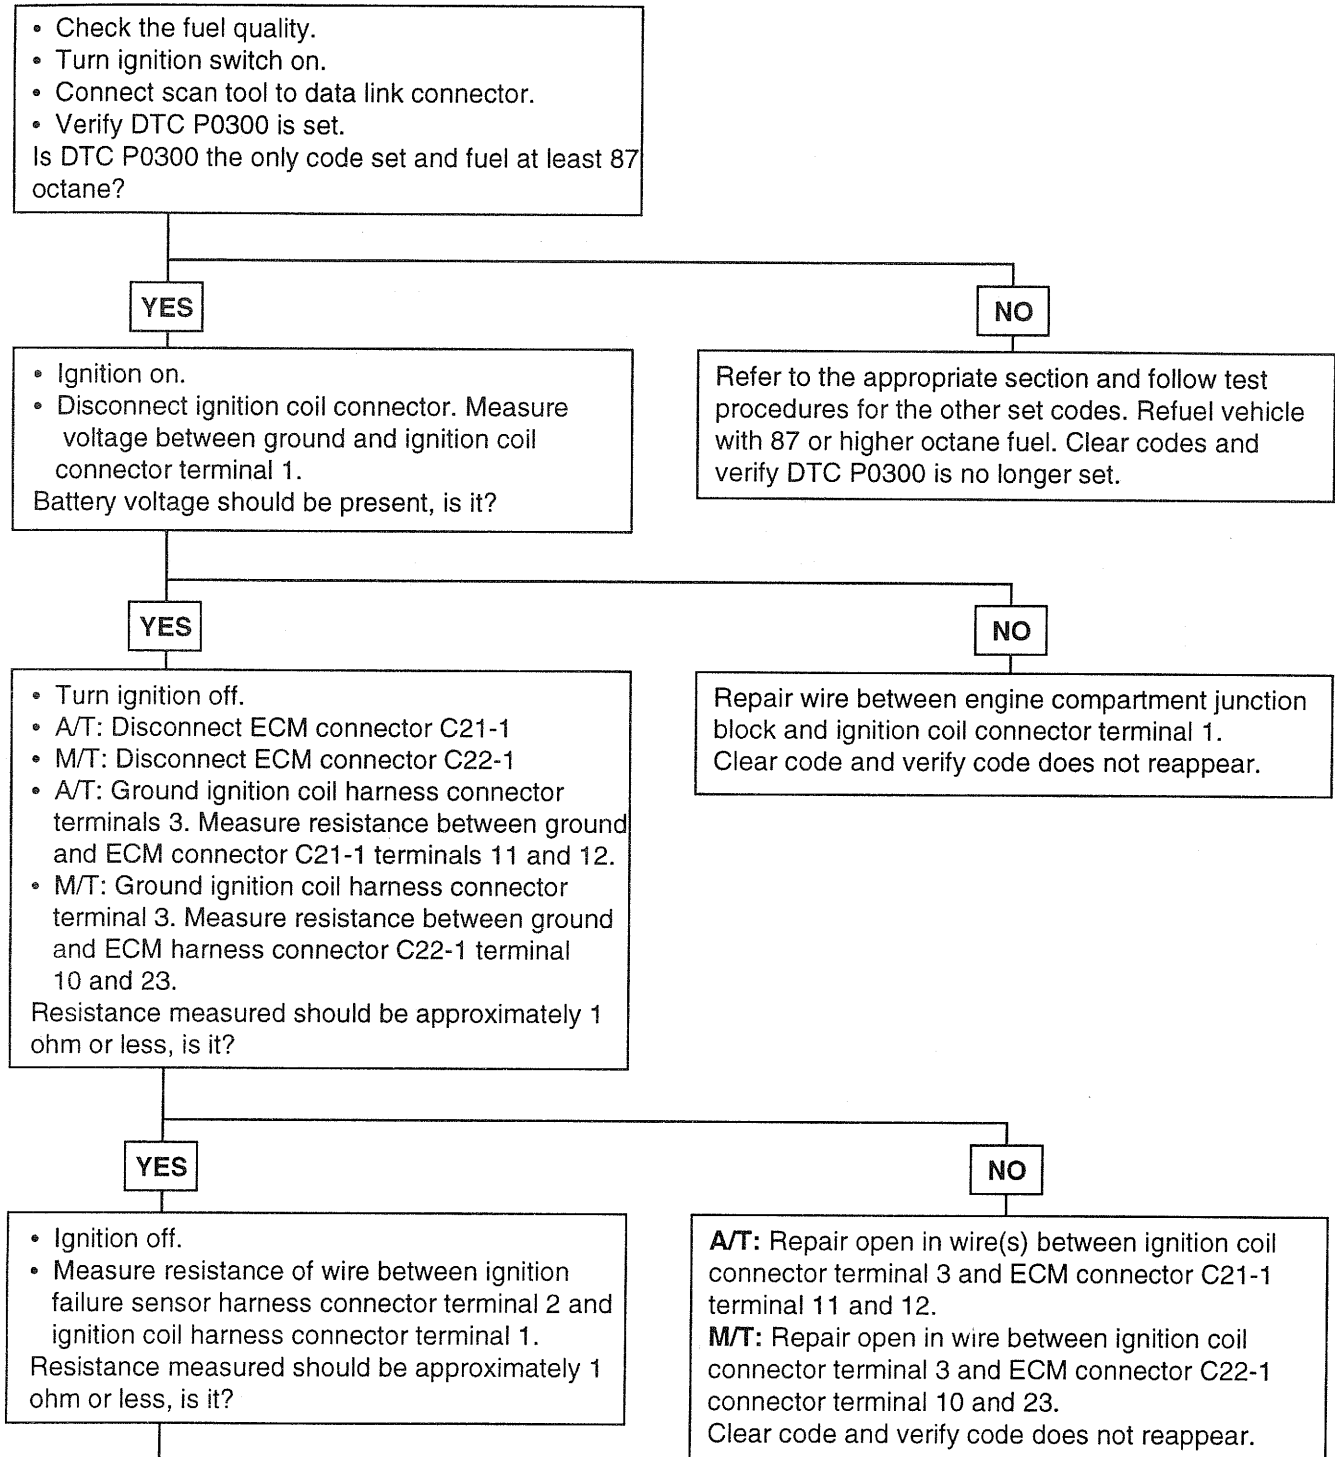 • Check the fuel quality.
• Turn ignition switch on.
• Connect scan tool to data link connector.
• Verify DTC P0300 is set.
Is DTC P0300 the only code set and fuel at least 87
octane?
YES
NO
• Ignition on.
• Disconnect ignition coil connector. Measure
voltage between ground and ignition coil
connector terminal 1.
Battery voltage should be present, is it?
Refer to the appropriate section and follow test
procedures for the other set codes. Refuel vehicle
with 87 or higher octane fuel. Clear codes and
verify DTC P0300 is no longer set.
YES
NO
• Turn ignition off.
• A/T: Disconnect ECM connector C21-1
• M/T: Disconnect ECM connector C22-1
• A/T: Ground ignition coil harness connector
terminals 3. Measure resistance between ground
and ECM connector C21-1 terminals 11 and 12.
• M/T: Ground ignition coil harness connector
terminal 3. Measure resistance between ground
and ECM harness connector C22-1 terminal
10 and 23.
Resistance measured should be approximately 1
ohm or less, is it?
Repair wire between engine compartment junction
block and ignition coil connector terminal 1.
Clear code and verify code does not reappear.
YES
NO
• Ignition off.
• Measure resistance of wire between ignition
failure sensor harness connector terminal 2 and
ignition coil harness connector terminal 1.
Resistance measured should be approximately 1
ohm or less, is it?
A/T: Repair open in wire(s) between ignition coil
connector terminal 3 and ECM connector C21-1
terminal 11 and 12.
M/T: Repair open in wire between ignition coil
connector terminal 3 and ECM connector C22-1
connector terminal 10 and 23.
Clear code and verify code does not reappear.